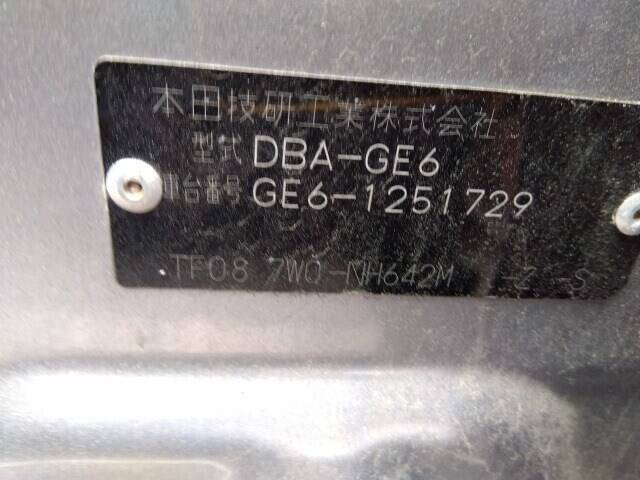 本田技研工業株式会社
型式 DBA-GE6
車台番号 GE6-1251729
TF08 7W0-NH642M -Z -S